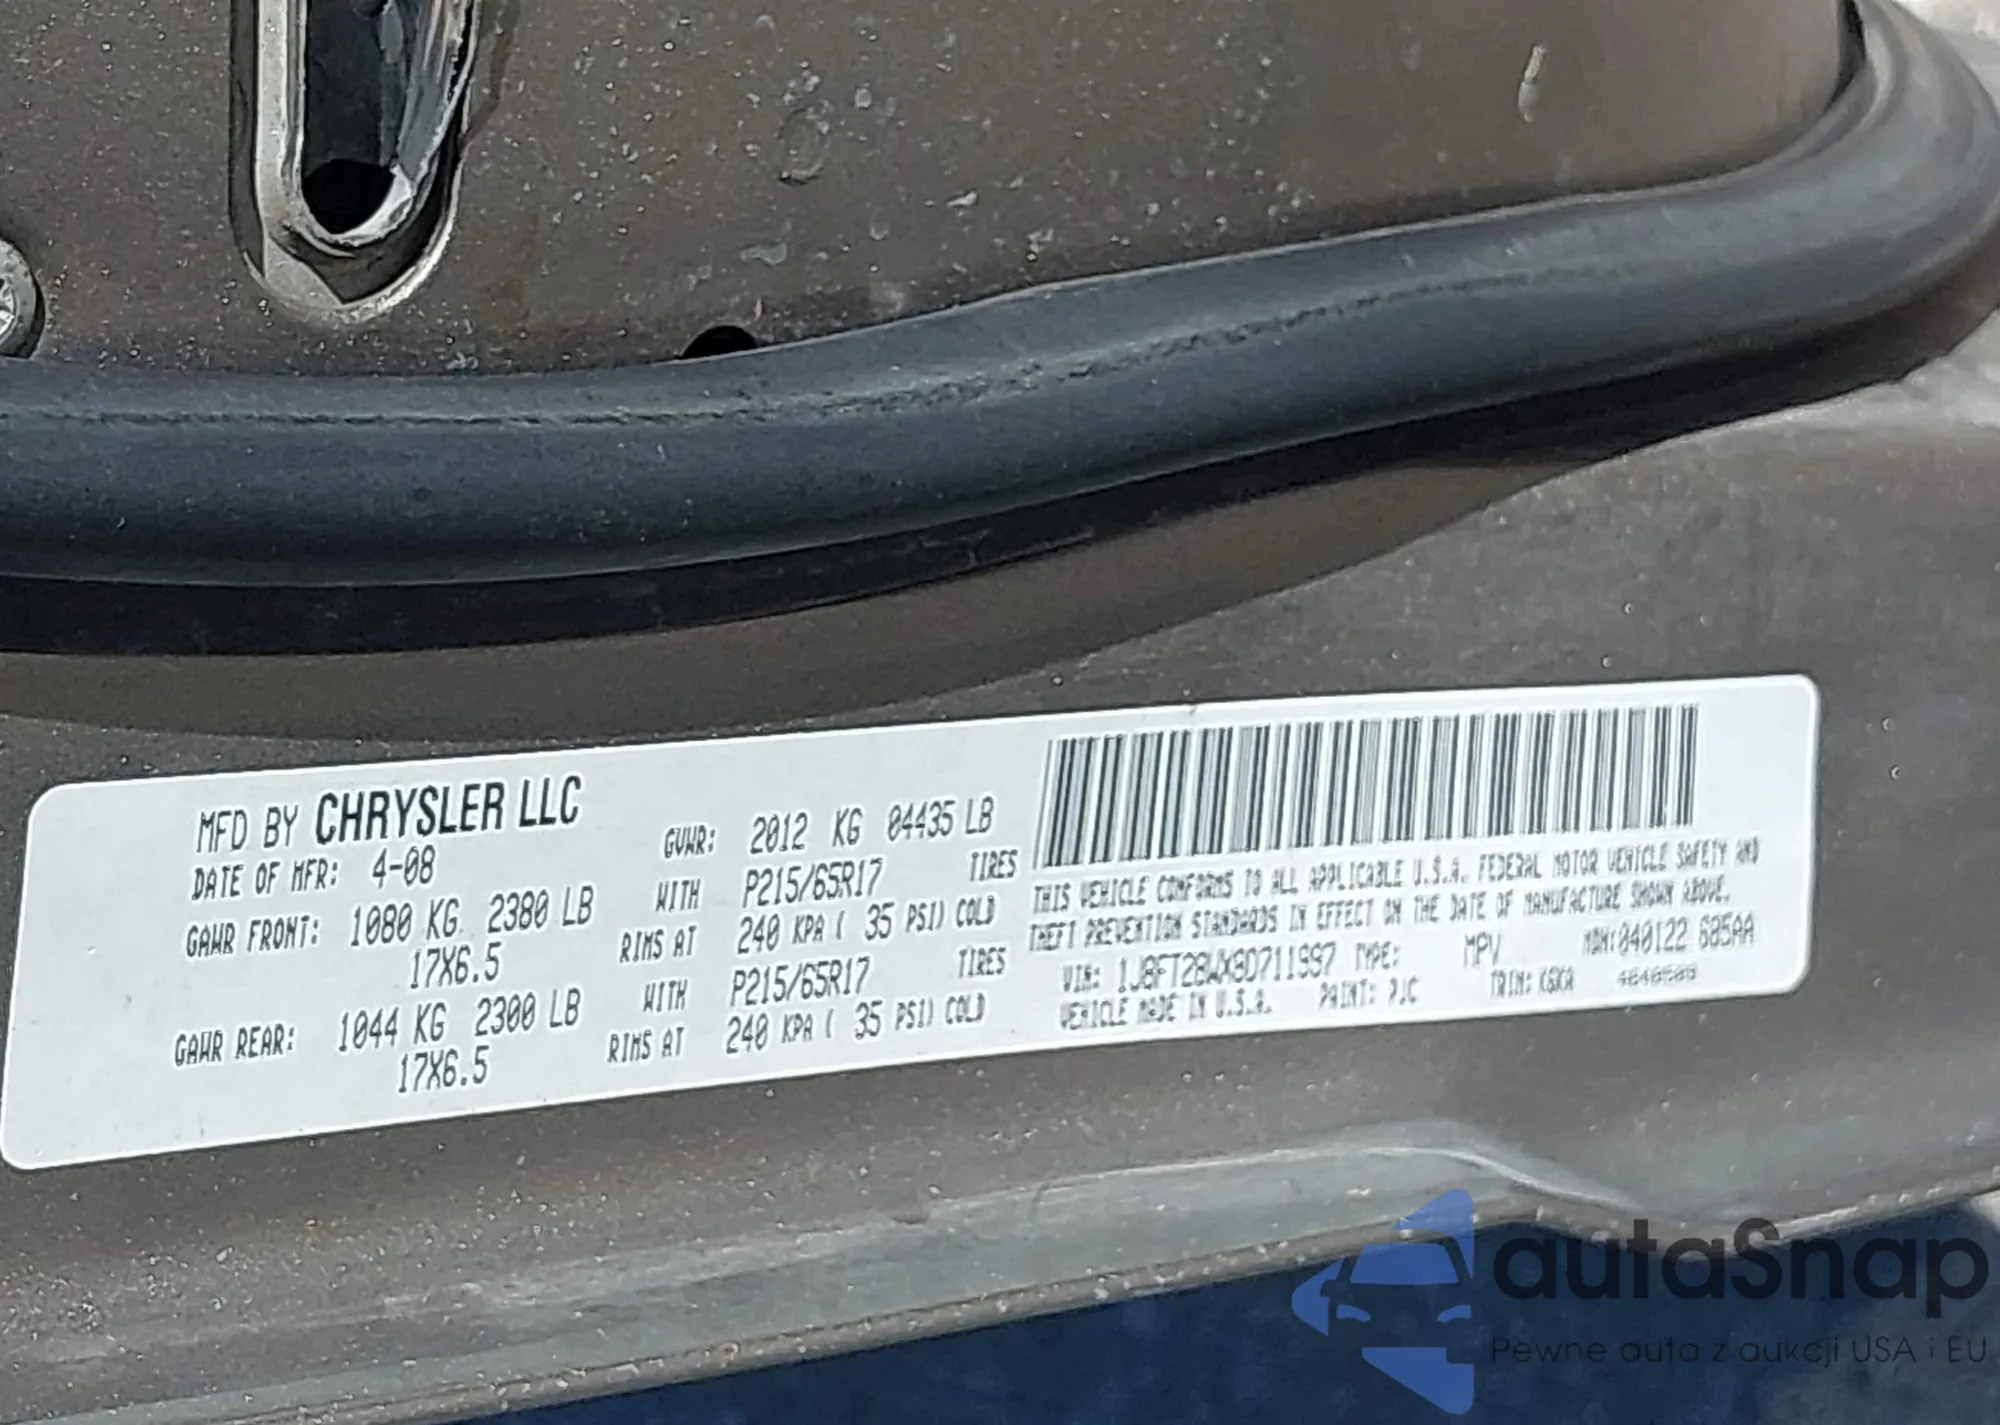 MFD BY CHRYSLER LLC
DATE OF MFR: 4-08
GVWR: 2012 KG 04435 LB
GAWR FRONT: 1080 KG 2380 LB WITH P215/65R17 TIRES
17X6.5 RIMS AT 240 KPA ( 35 PSI) COLD
GAWR REAR: 1044 KG 2300 LB WITH P215/65R17 TIRES
17X6.5 RIMS AT 240 KPA ( 35 PSI) COLD
THIS VEHICLE CONFORMS TO ALL APPLICABLE U.S.A. FEDERAL MOTOR VEHICLE SAFETY AND
THEFT PREVENTION STANDARDS IN EFFECT ON THE DATE OF MANUFACTURE SHOWN ABOVE.
VIN: 1J8FT28WX8D711997 TYPE: MPV MDH:040122 605AA
VEHICLE MADE IN U.S.A. PAINT: PJC TRIM:
autaSnap
Pewne auta z aukcji USA i EU